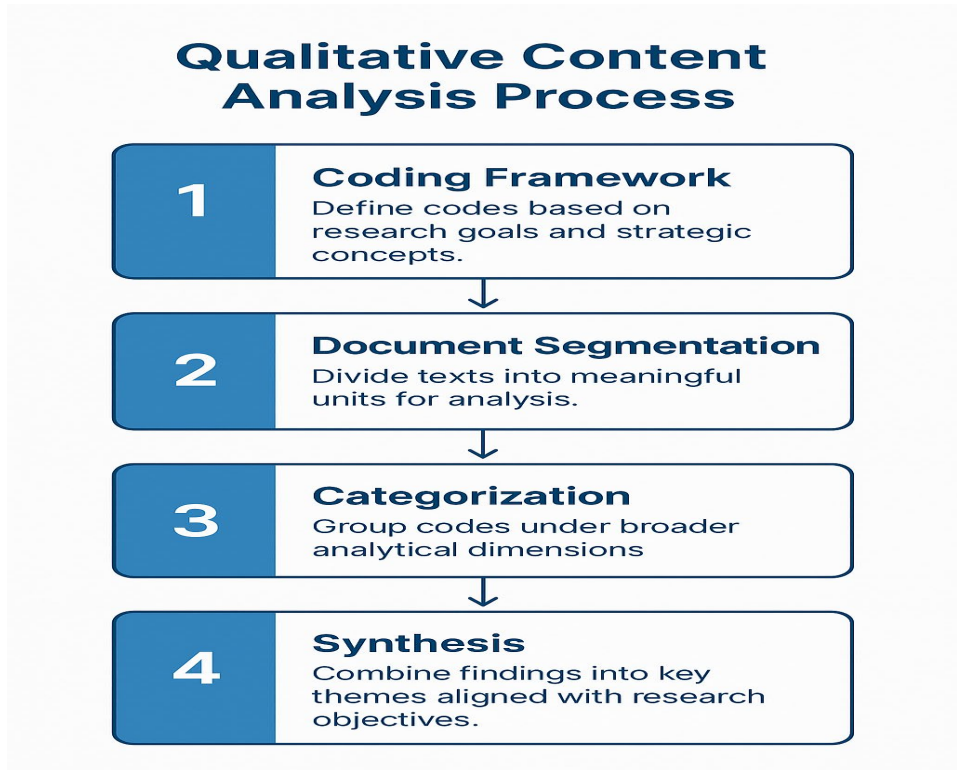 Qualitative Content
Analysis Process
1
Coding Framework
Define codes based on
research goals and strategic
concepts.
2
Document Segmentation
Divide texts into meaningful
units for analysis.
3
Categorization
Group codes under broader
analytical dimensions
4
Synthesis
Combine findings into key
themes aligned with research
objectives.